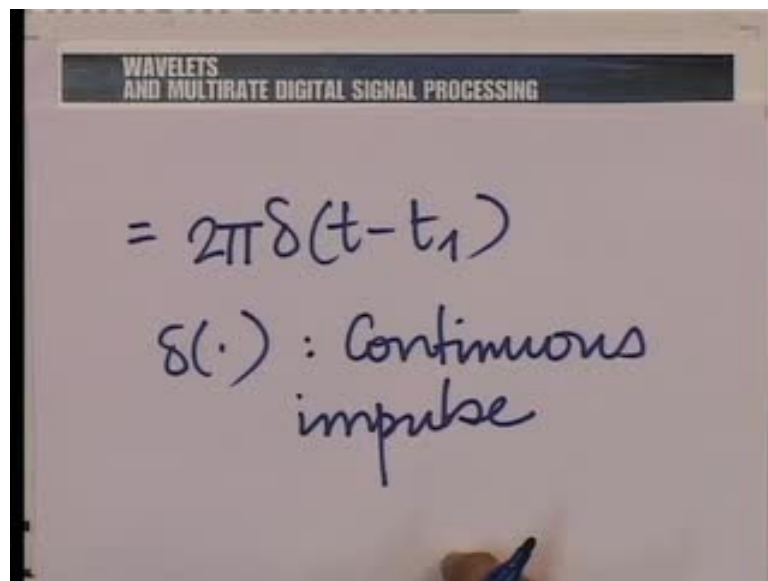 WAVELETS
AND MULTIRATE DIGITAL SIGNAL PROCESSING
= 2πδ(t-t₁)
δ(·) : Continuous
impulse